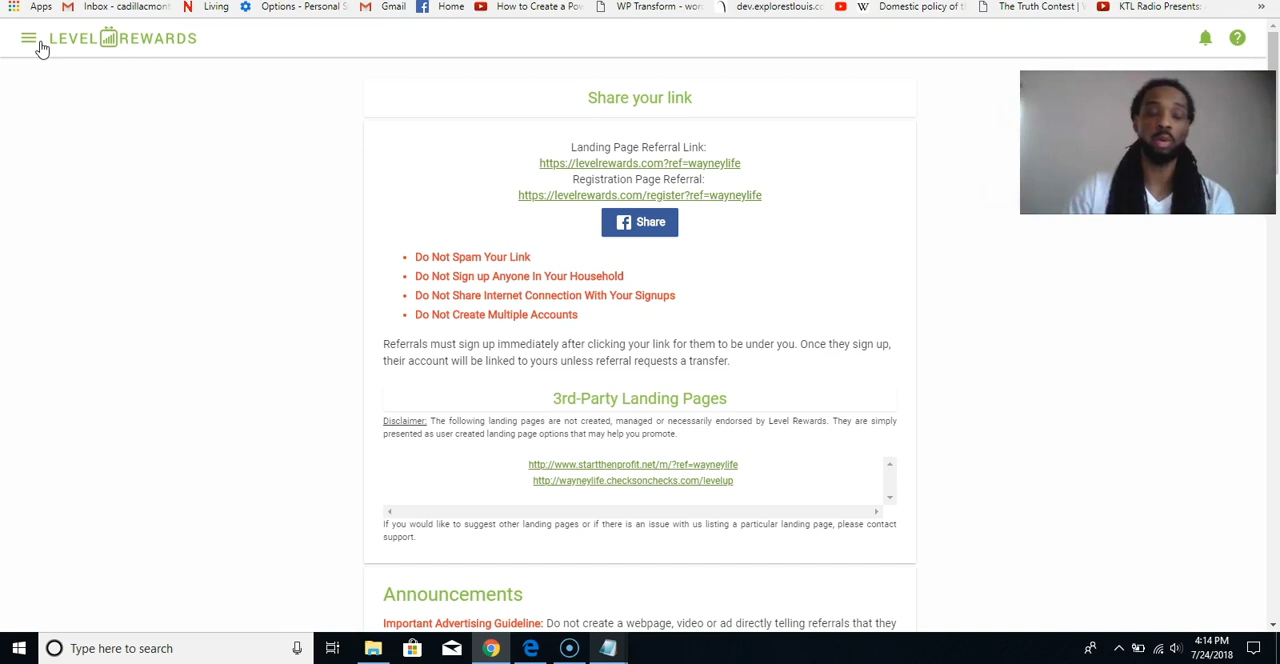 Apps
Inbox - cadillacmont
Living
Options - Personal S
Gmail
Home
How to Create a Pow
WP Transform - wor
dev.explorestlouis.c
Domestic policy of t
The Truth Contest |
KTL Radio Presents:
»
LEVEL REWARDS
Share your link
Landing Page Referral Link:
https://levelrewards.com?ref=wayneylife
Registration Page Referral:
https://levelrewards.com/register?ref=wayneylife
Share
• Do Not Spam Your Link
• Do Not Sign up Anyone In Your Household
• Do Not Share Internet Connection With Your Signups
• Do Not Create Multiple Accounts
Referrals must sign up immediately after clicking your link for them to be under you. Once they sign up,
their account will be linked to yours unless referral requests a transfer.
3rd-Party Landing Pages
Disclaimer: The following landing pages are not created, managed or necessarily endorsed by Level Rewards. They are simply
presented as user created landing page options that may help you promote.
http://www.startthenprofit.net/m/?ref=wayneylife
http://wayneylife.checksonchecks.com/levelup
If you would like to suggest other landing pages or if there is an issue with us listing a particular landing page, please contact
support.
Announcements
Important Advertising Guideline: Do not create a webpage, video or ad directly telling referrals that they
Type here to search
4:14 PM
7/24/2018